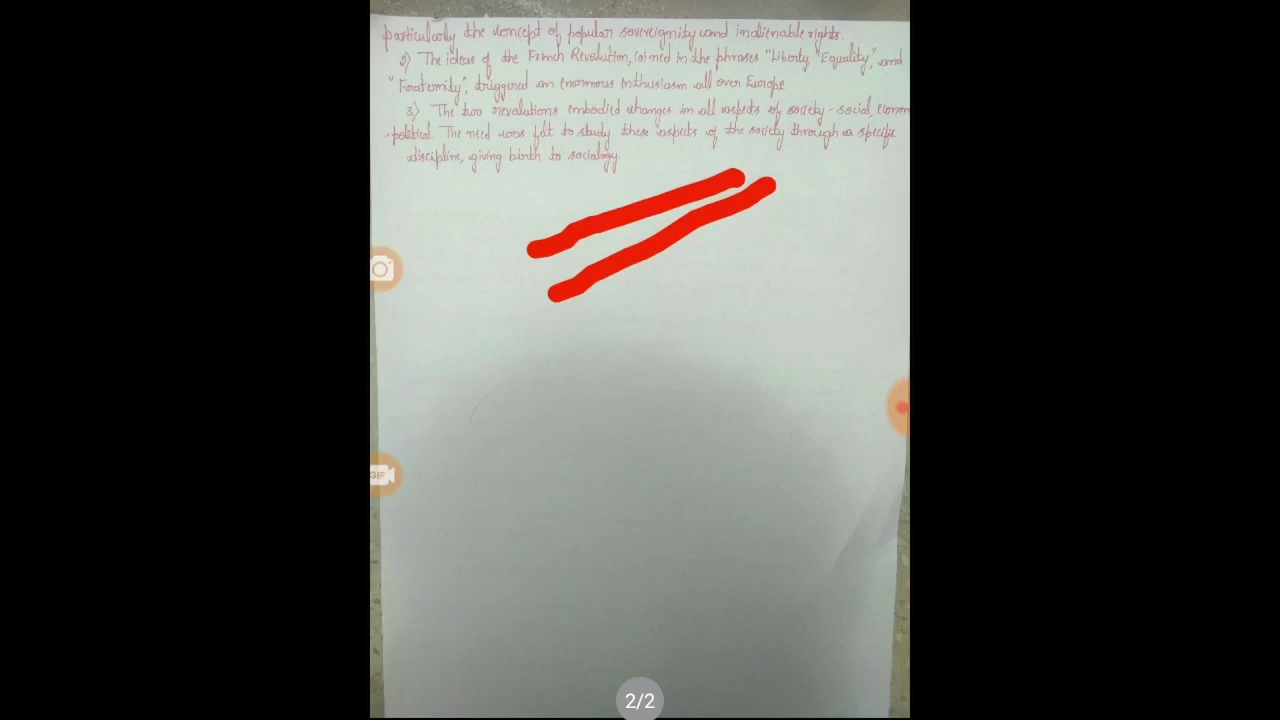 particularly the concept of popular sovereignity and inalienable rights.
2) The ideas of the French Revolution, coined in the phrases "Liberty, "Equality", and
"Fraternity", triggered an enormous enthusiasm all over Europe
3) The two revolutions embodied changes in all aspects of society - social, econom
-political. The need was felt to study these aspects of the society through a specific
discipline, giving birth to sociology.
GIF
2/2